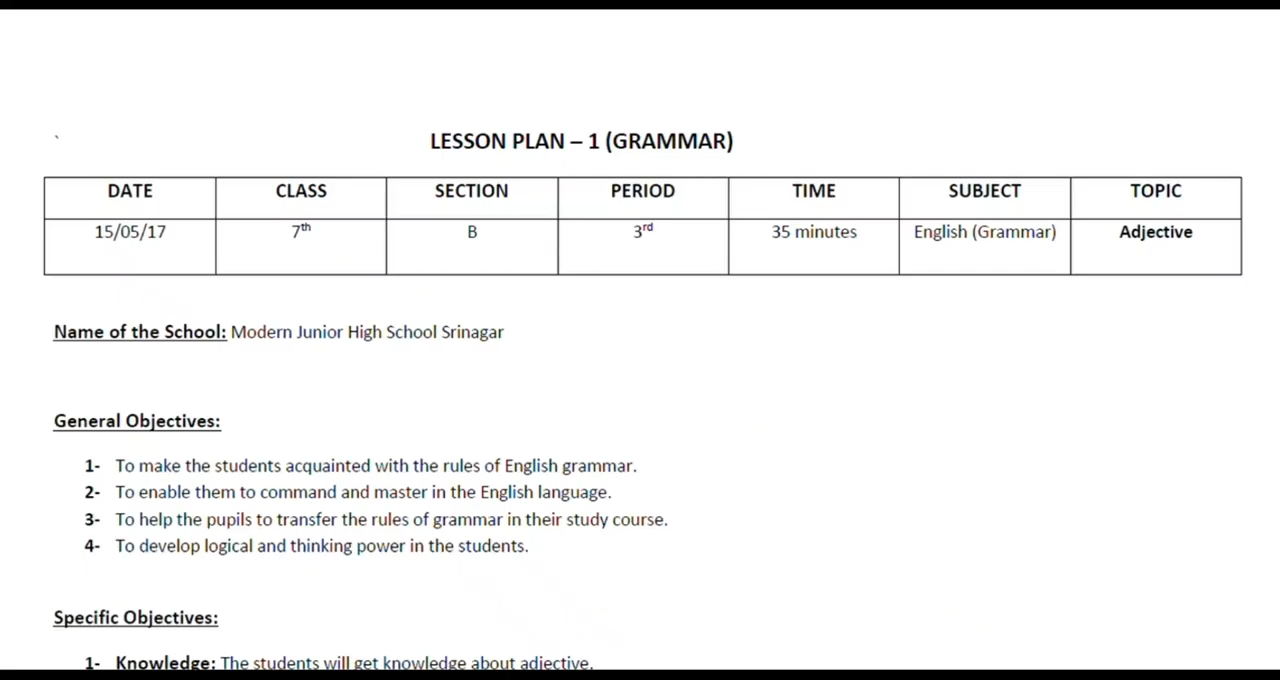 LESSON PLAN – 1 (GRAMMAR)
DATE CLASS SECTION PERIOD TIME SUBJECT TOPIC
15/05/17 7th B 3rd 35 minutes English (Grammar) Adjective
Name of the School: Modern Junior High School Srinagar
General Objectives:
1- To make the students acquainted with the rules of English grammar.
2- To enable them to command and master in the English language.
3- To help the pupils to transfer the rules of grammar in their study course.
4- To develop logical and thinking power in the students.
Specific Objectives:
1- Knowledge: The students will get knowledge about adjective.